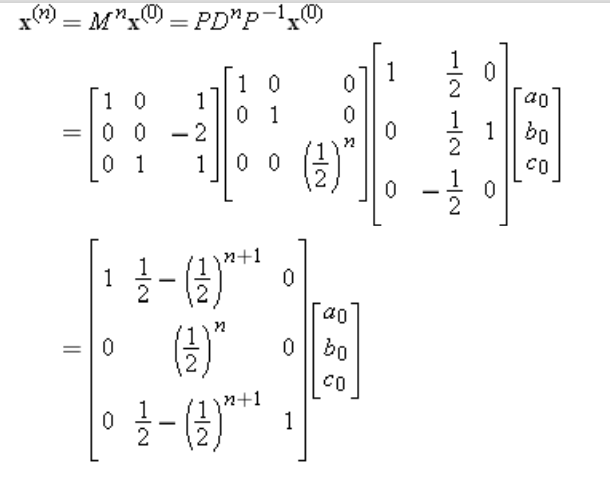 x^(n) = M^n x^(0) = PD^n P^−1 x^(0)
= [1 0 1; 0 0 −2; 0 1 1] [1 0 0; 0 1 0; 0 0 (1/2)^n] [1 1/2 0; 0 1/2 1; 0 −1/2 0] [a0; b0; c0]
= [1 1/2 − (1/2)^n+1 0; 0 (1/2)^n 0; 0 1/2 − (1/2)^n+1 1] [a0; b0; c0]